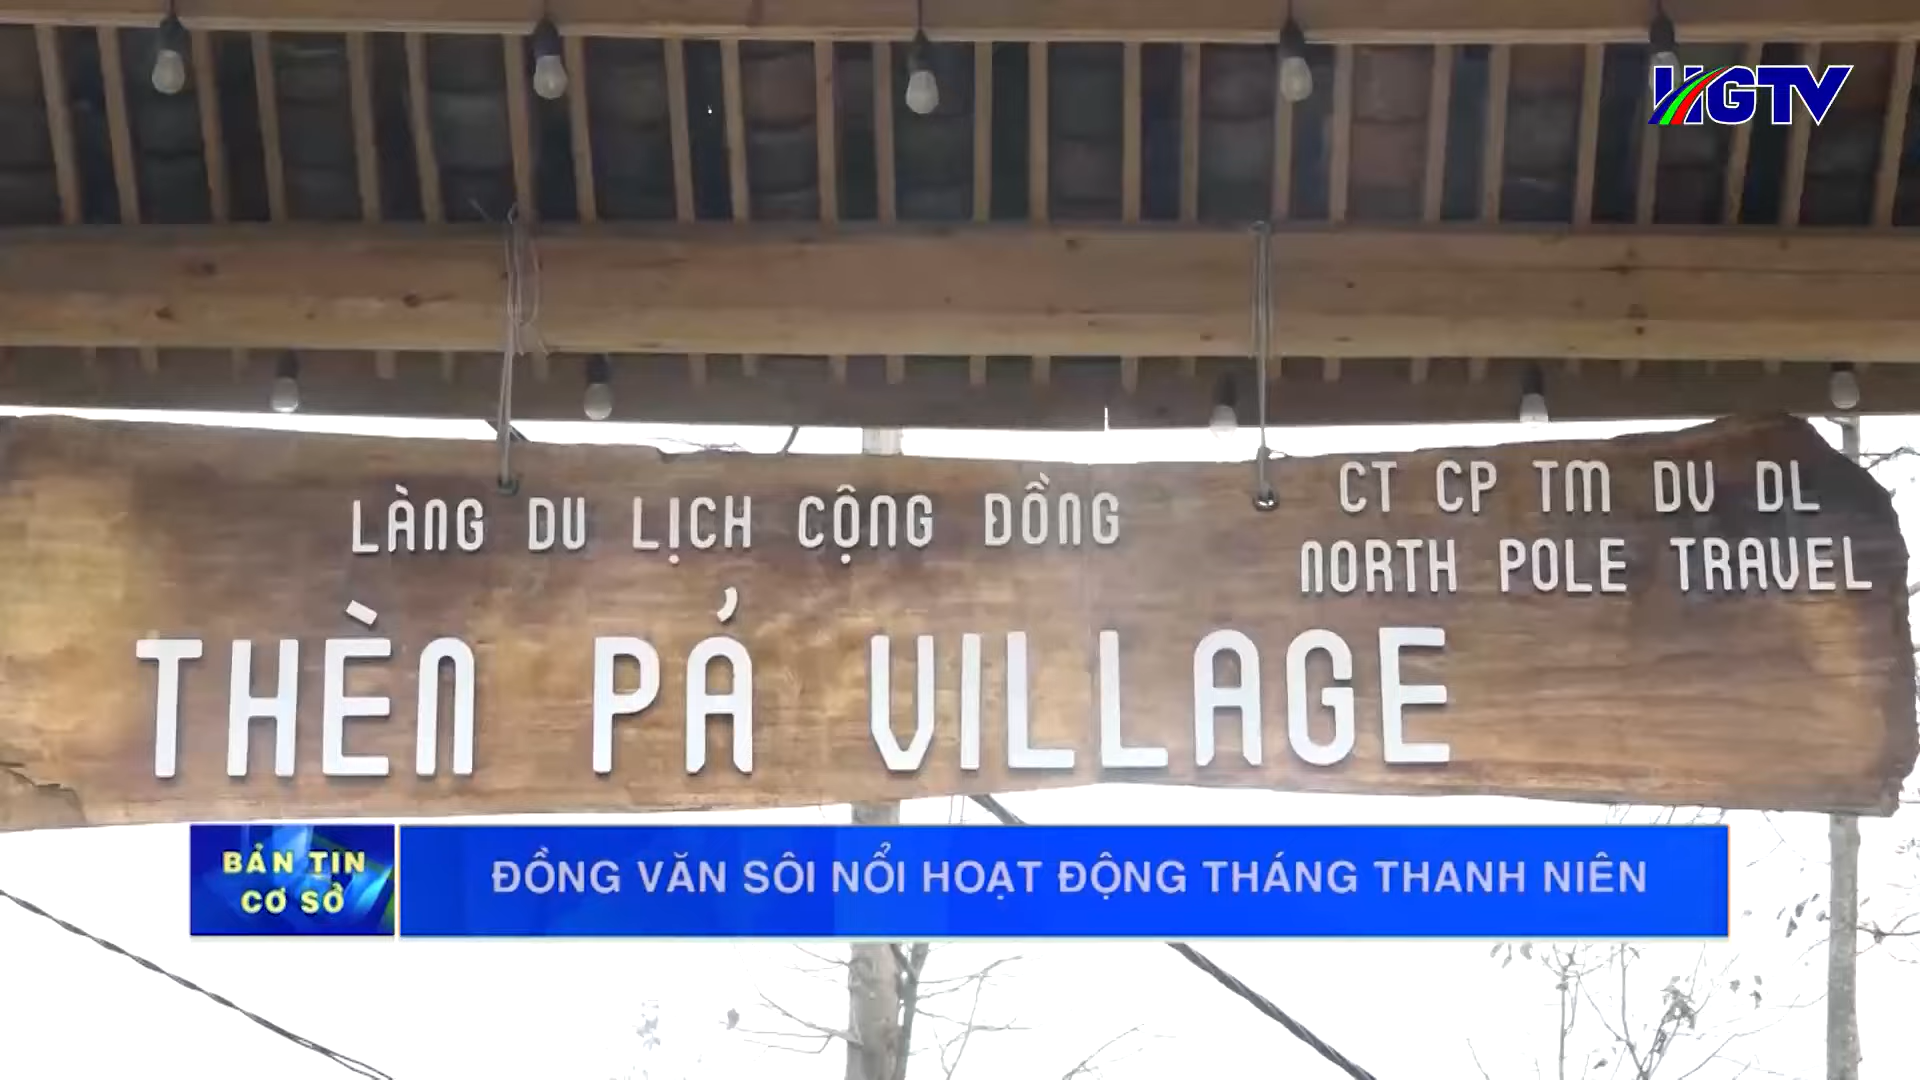 HGTV
LÀNG DU LỊCH CỘNG ĐỒNG
CT CP TM DV DL
NORTH POLE TRAVEL
THÈN PẢ VILLAGE
BẢN TIN
CƠ SỞ
ĐỒNG VĂN SÔI NỔI HOẠT ĐỘNG THÁNG THANH NIÊN